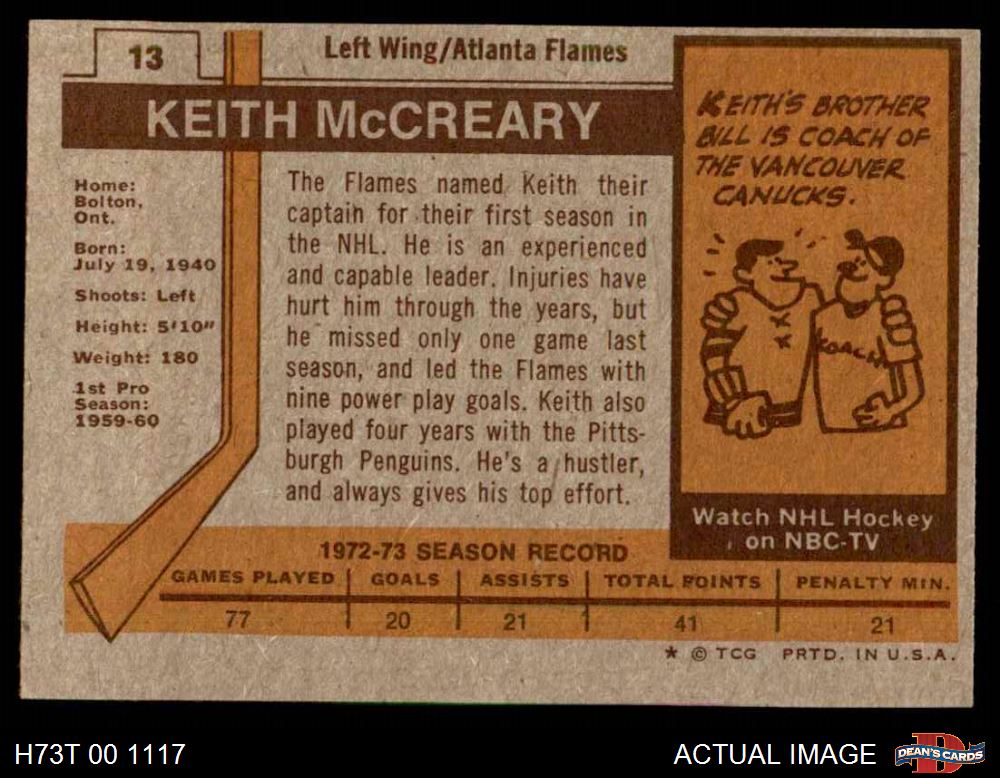 13
Left Wing/Atlanta Flames
KEITH McCREARY
Home:
Bolton,
Ont.
Born:
July 19, 1940
Shoots: Left
Height: 5'10"
Weight: 180
1st Pro
Season:
1959-60
The Flames named Keith their
captain for their first season in
the NHL. He is an experienced
and capable leader. Injuries have
hurt him through the years, but
he missed only one game last
season, and led the Flames with
nine power play goals. Keith also
played four years with the Pitts-
burgh Penguins. He's a hustler,
and always gives his top effort.
KEITH'S BROTHER
BILL IS COACH OF
THE VANCOUVER
CANUCKS.
COACH
Watch NHL Hockey
on NBC-TV
1972-73 SEASON RECORD
GAMES PLAYED GOALS ASSISTS TOTAL POINTS PENALTY MIN.
77 20 21 41 21
* © TCG PRTD. IN U.S.A.
H73T 00 1117
ACTUAL IMAGE
DEAN'S CARDS